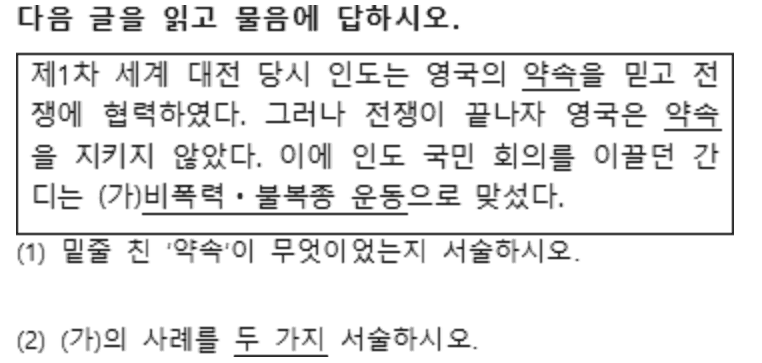 다음 글을 읽고 물음에 답하시오.
제1차 세계 대전 당시 인도는 영국의 약속을 믿고 전
쟁에 협력하였다. 그러나 전쟁이 끝나자 영국은 약속
을 지키지 않았다. 이에 인도 국민 회의를 이끌던 간
디는 (가)비폭력・불복종 운동으로 맞섰다.
(1) 밑줄 친 '약속'이 무엇이었는지 서술하시오.
(2) (가)의 사례를 두 가지 서술하시오.